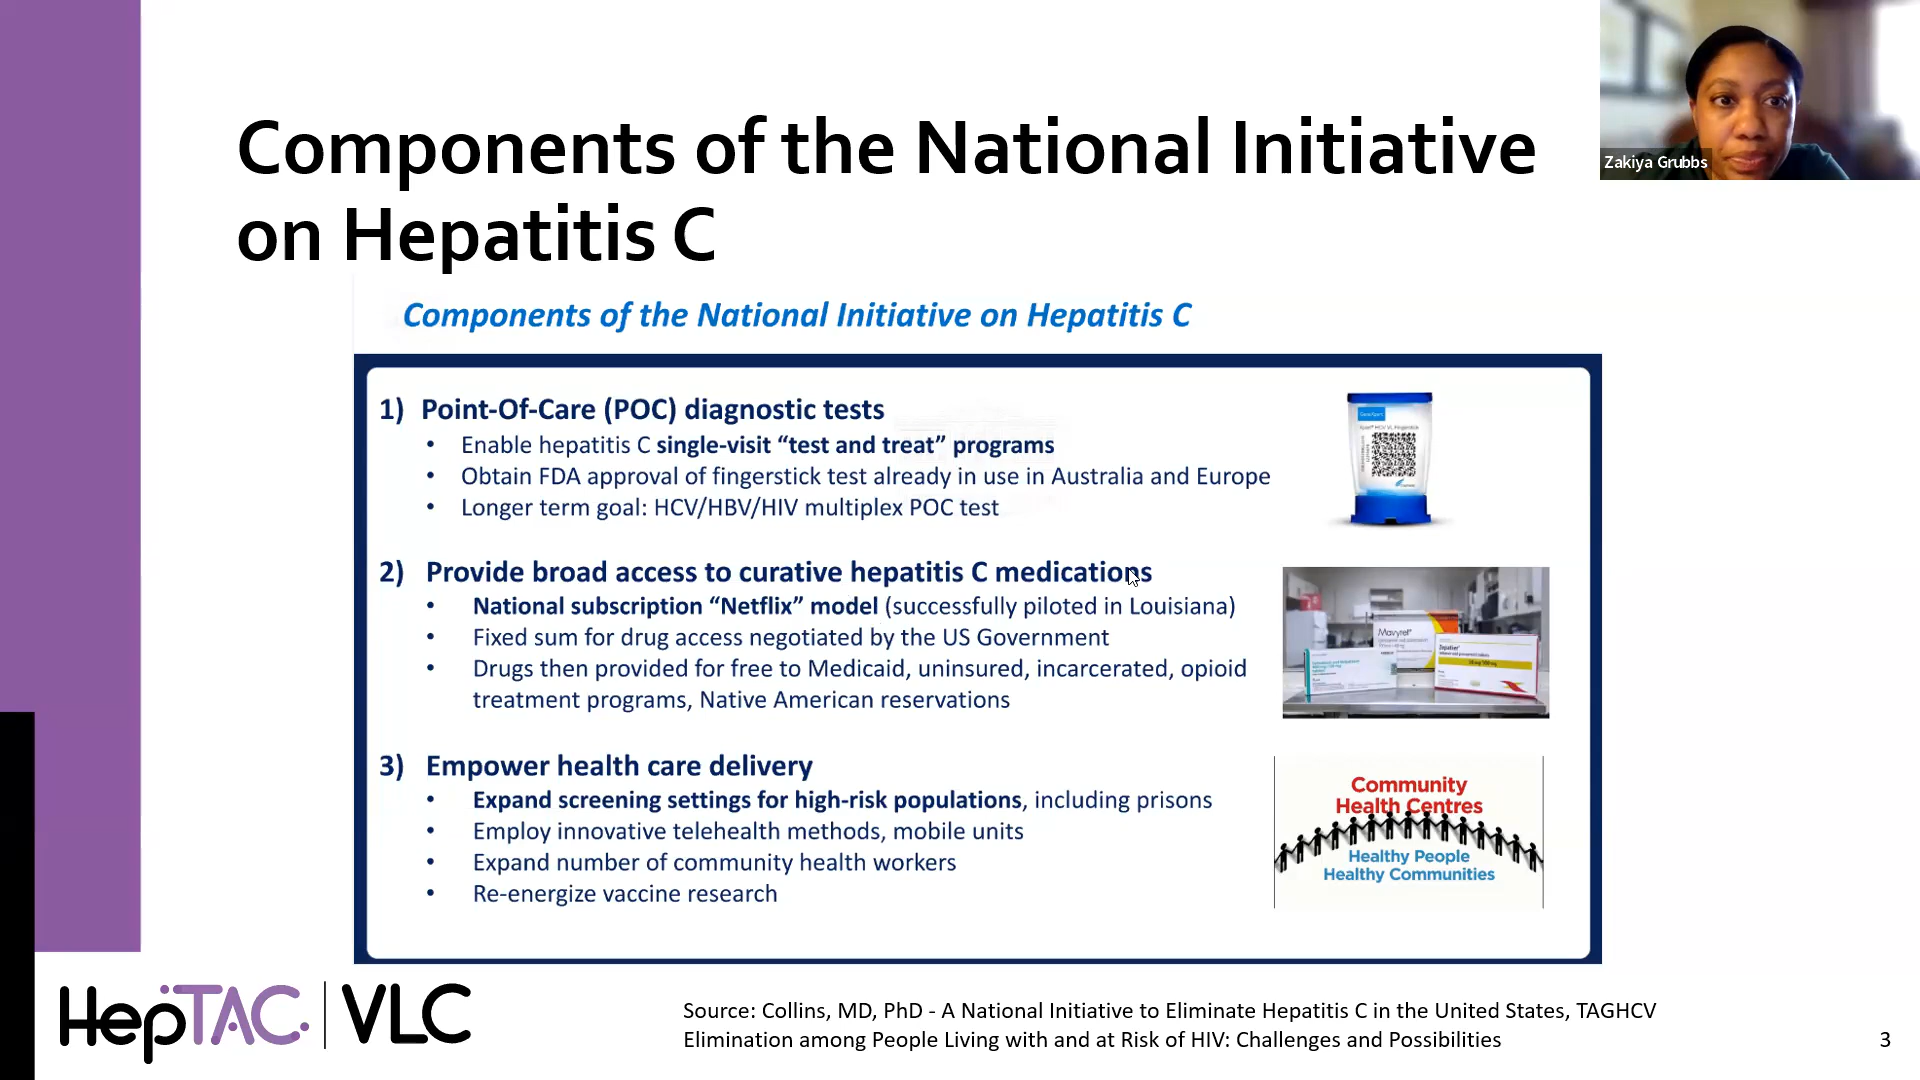 Zakiya Grubbs
Components of the National Initiative
on Hepatitis C
Components of the National Initiative on Hepatitis C
1) Point-Of-Care (POC) diagnostic tests
• Enable hepatitis C single-visit “test and treat” programs
• Obtain FDA approval of fingerstick test already in use in Australia and Europe
• Longer term goal: HCV/HBV/HIV multiplex POC test
2) Provide broad access to curative hepatitis C medications
• National subscription “Netflix” model (successfully piloted in Louisiana)
• Fixed sum for drug access negotiated by the US Government
• Drugs then provided for free to Medicaid, uninsured, incarcerated, opioid
treatment programs, Native American reservations
Mavyret
Zepatier
3) Empower health care delivery
• Expand screening settings for high-risk populations, including prisons
• Employ innovative telehealth methods, mobile units
• Expand number of community health workers
• Re-energize vaccine research
Community
Health Centres
Healthy People
Healthy Communities
HepTAC VLC
Source: Collins, MD, PhD - A National Initiative to Eliminate Hepatitis C in the United States, TAGHCV
Elimination among People Living with and at Risk of HIV: Challenges and Possibilities
3